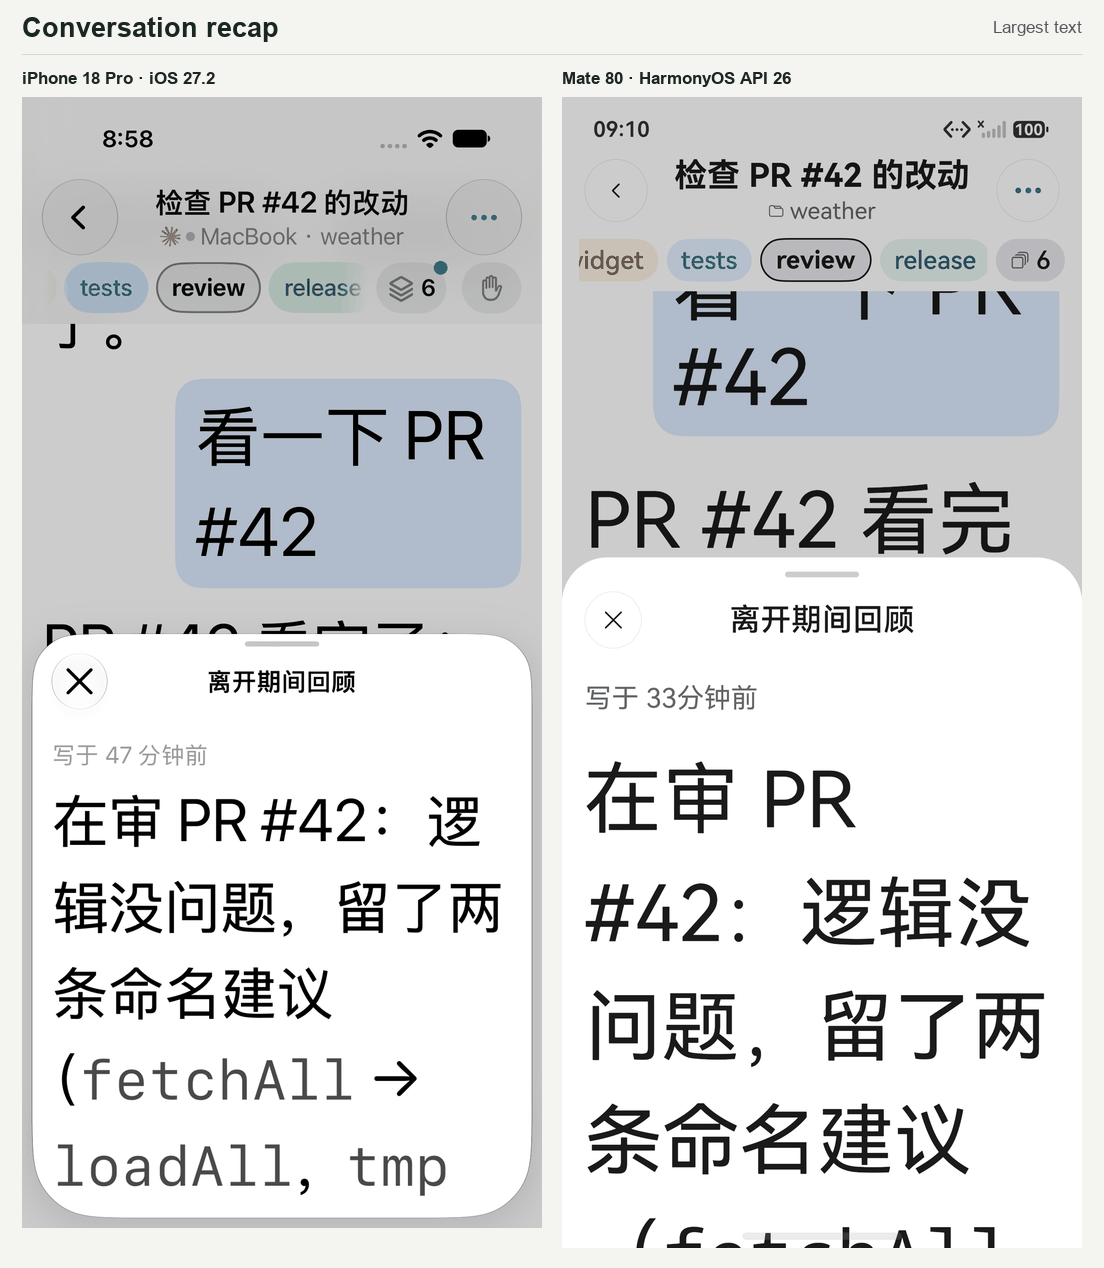 Conversation recap
Largest text
iPhone 18 Pro · iOS 27.2
8:58
检查 PR #42 的改动
MacBook · weather
tests
review
release
6
」。
看一下 PR
#42
离开期间回顾
写于 47 分钟前
在审 PR #42：逻
辑没问题，留了两
条命名建议
(fetchAll →
loadAll, tmp
Mate 80 · HarmonyOS API 26
09:10
100
检查 PR #42 的改动
weather
tests
review
release
6
看一下 PR
#42
PR #42 看完
离开期间回顾
写于 33分钟前
在审 PR
#42：逻辑没
问题，留了两
条命名建议
（fetchAll